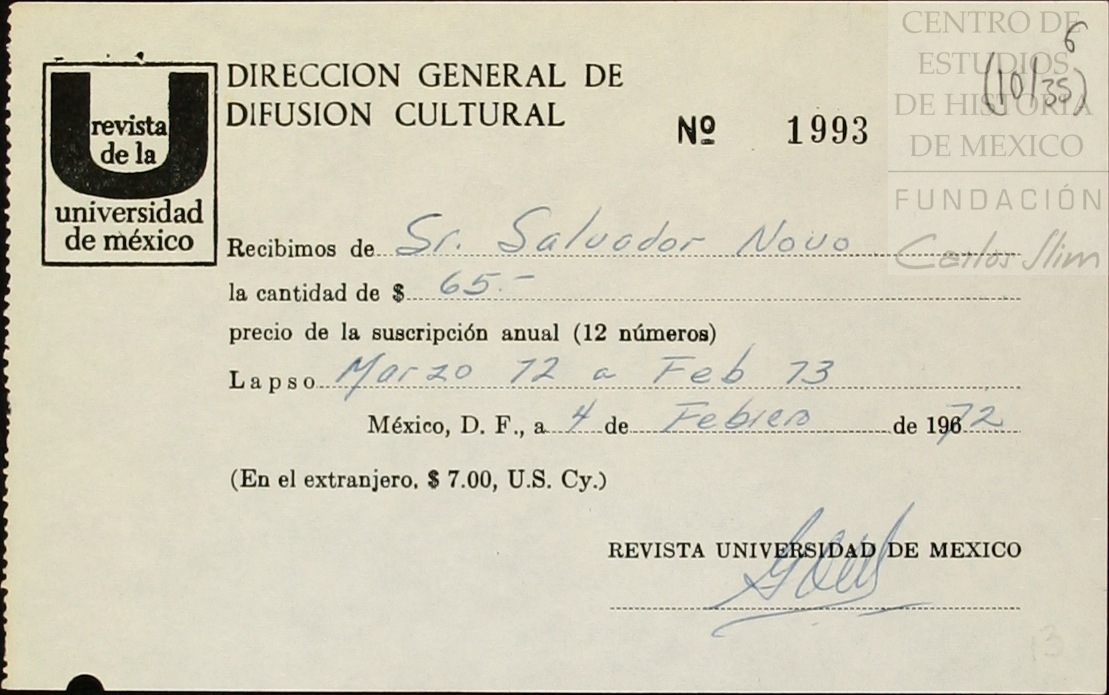 CENTRO DE
ESTUDIOS
DE HISTORIA
DE MEXICO
FUNDACIÓN
Carlos Slim
6
(10/35)
revista
de la
universidad
de méxico
DIRECCION GENERAL DE
DIFUSION CULTURAL
Nº 1993
Recibimos de Sr. Salvador Novo
la cantidad de $ 65.-
precio de la suscripción anual (12 números)
Lapso Marzo 72 a Feb 73
México, D. F., a 4 de Febrero de 196 72
(En el extranjero, $ 7.00, U.S. Cy.)
REVISTA UNIVERSIDAD DE MEXICO
13